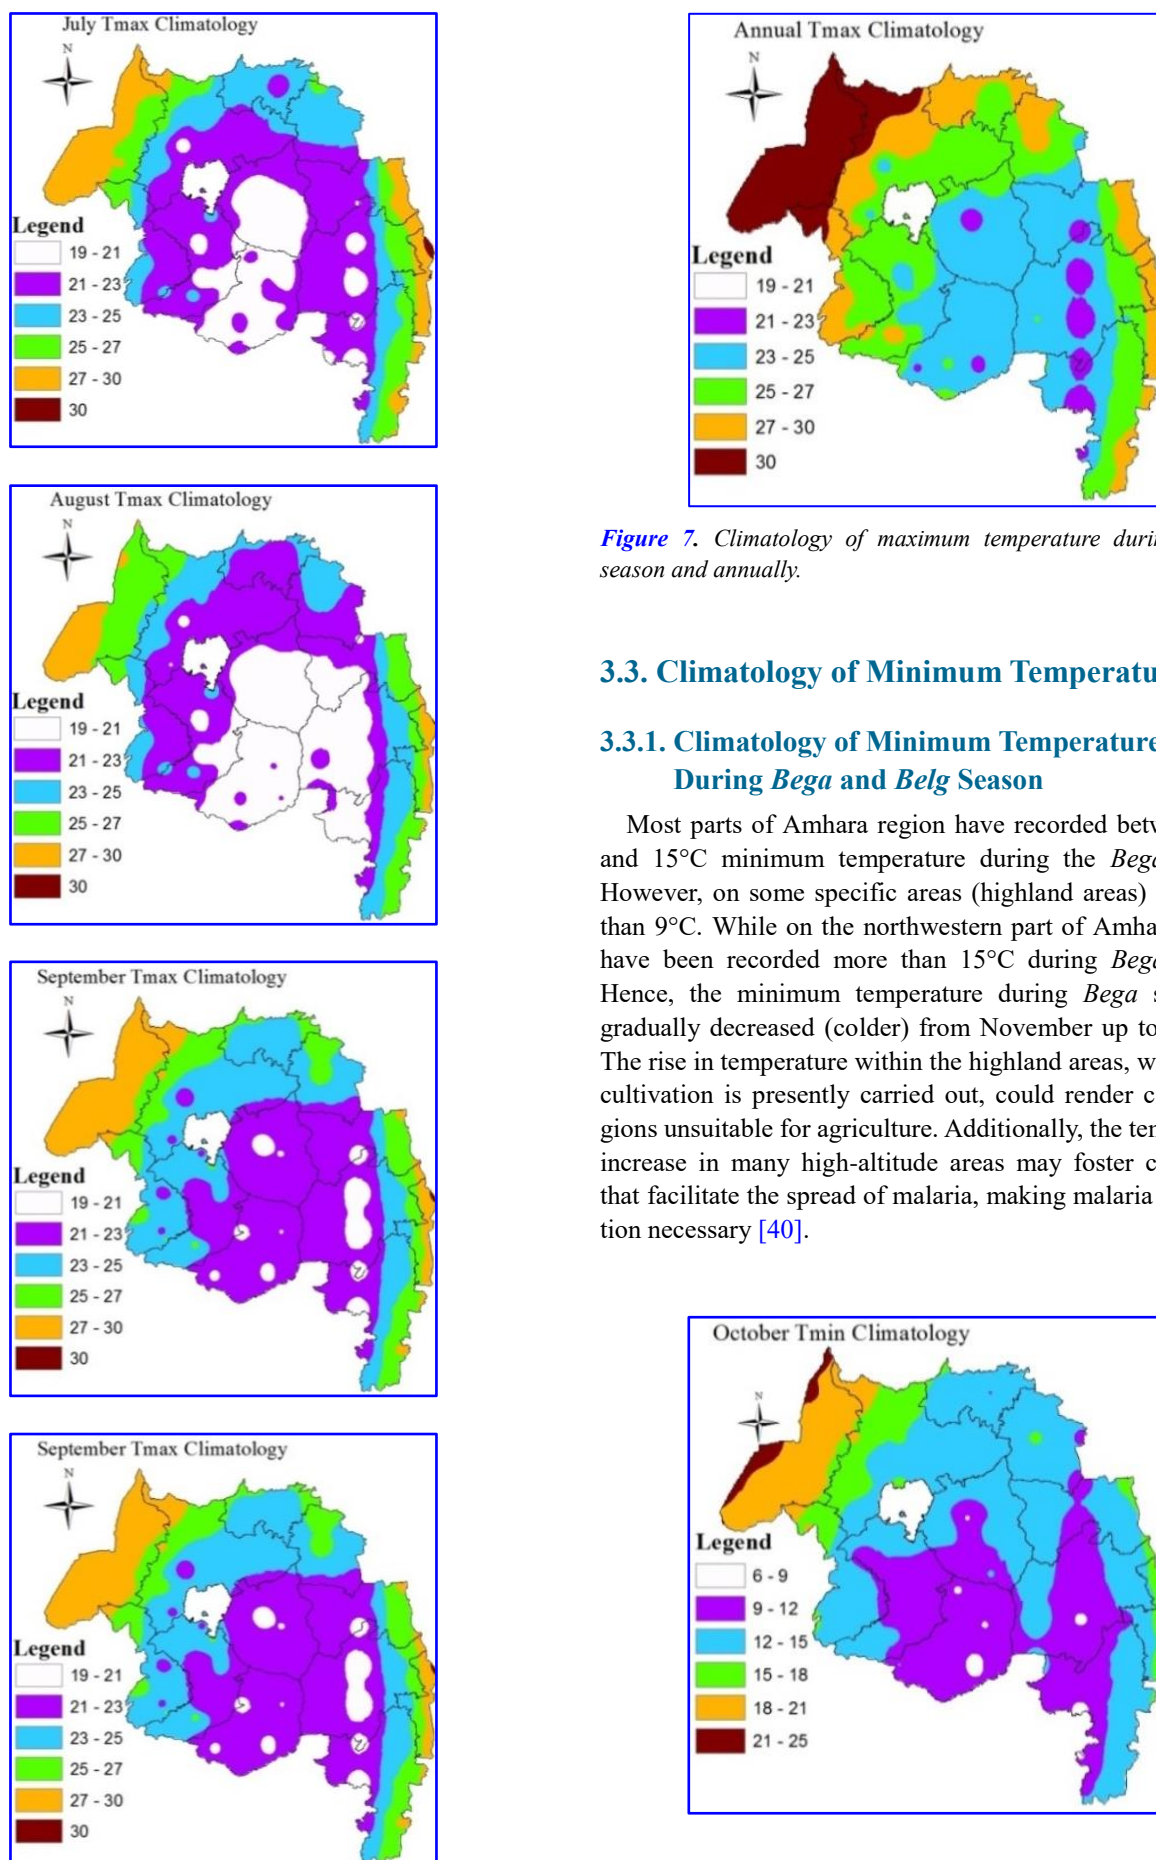 July Tmax Climatology
N
Legend
19 - 21
21 - 23
23 - 25
25 - 27
27 - 30
30
August Tmax Climatology
N
Legend
19 - 21
21 - 23
23 - 25
25 - 27
27 - 30
30
September Tmax Climatology
N
Legend
19 - 21
21 - 23
23 - 25
25 - 27
27 - 30
30
September Tmax Climatology
N
Legend
19 - 21
21 - 23
23 - 25
25 - 27
27 - 30
30
Annual Tmax Climatology
N
Legend
19 - 21
21 - 23
23 - 25
25 - 27
27 - 30
30
Figure 7. Climatology of maximum temperature
season and annually.
3.3. Climatology of Minimum
3.3.1. Climatology of Minimum Temperature
During Bega and Belg Season
Most parts of Amhara region have recorded
and 15°C minimum temperature during the Bega
However, on some specific areas (highland areas)
than 9°C. While on the northwestern part of
have been recorded more than 15°C during Bega
Hence, the minimum temperature during Bega
gradually decreased (colder) from November up to
The rise in temperature within the highland areas,
cultivation is presently carried out, could render
gions unsuitable for agriculture. Additionally, the
increase in many high-altitude areas may foster
that facilitate the spread of malaria, making malaria
tion necessary [40].
October Tmin Climatology
N
Legend
6 - 9
9 - 12
12 - 15
15 - 18
18 - 21
21 - 25